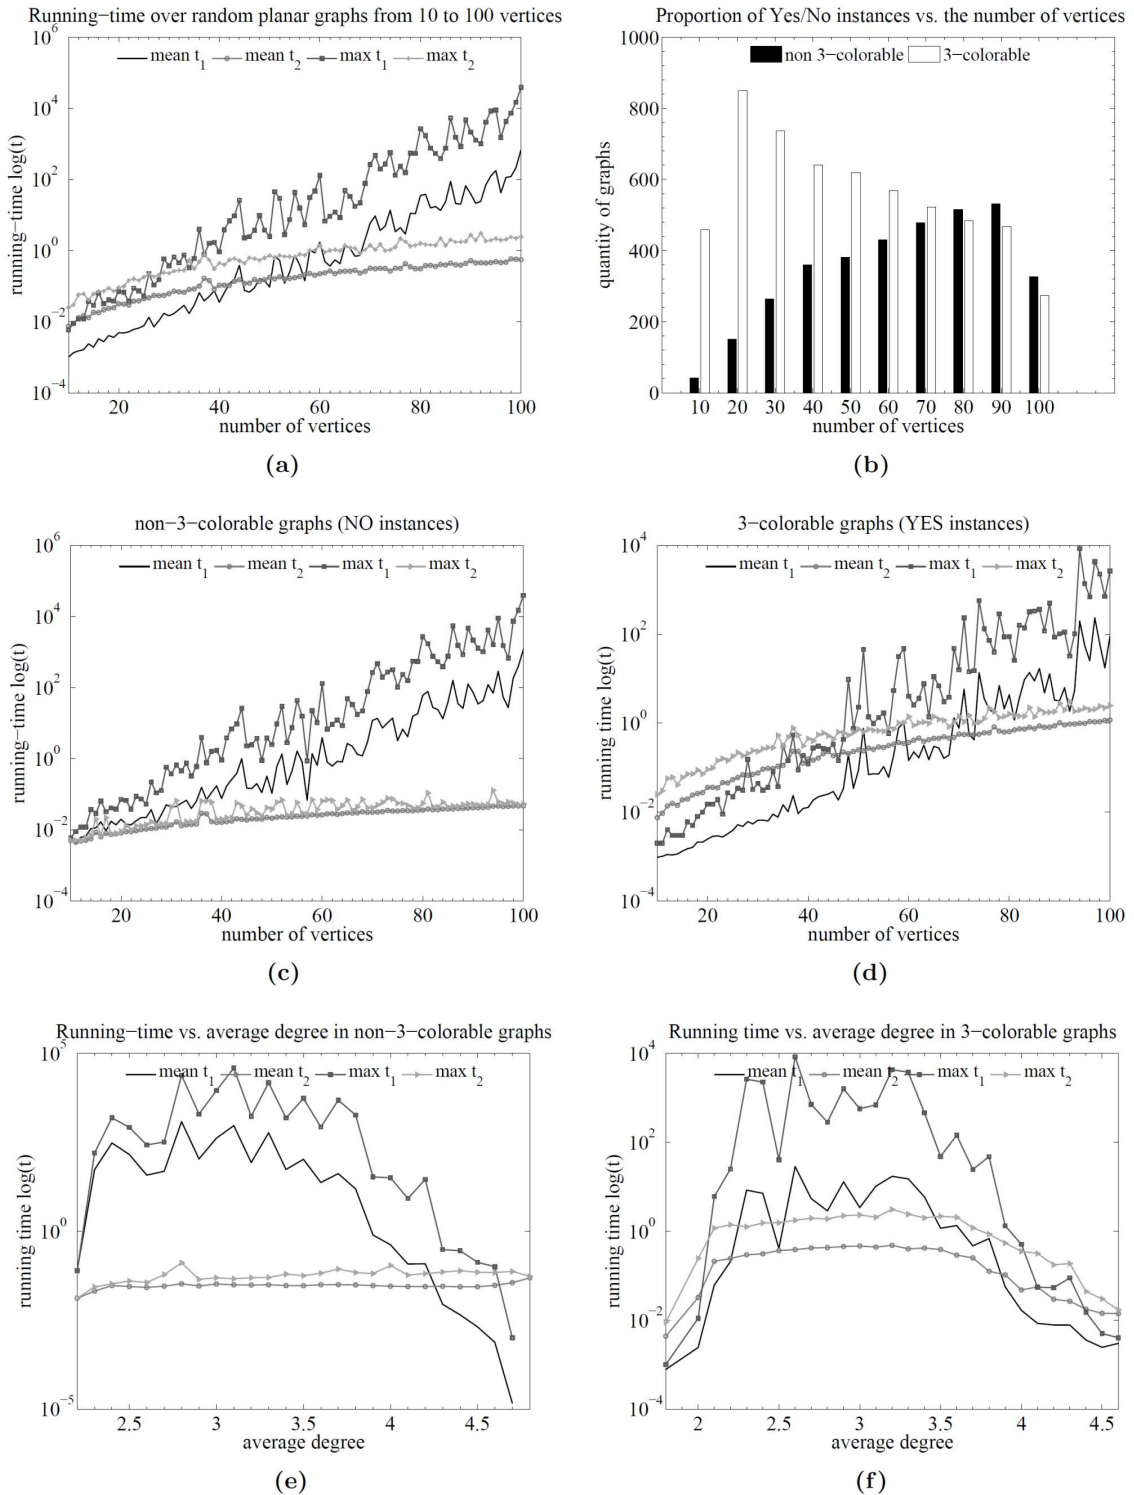 Running−time over random planar graphs from 10 to 100 vertices
mean t1 mean t2 max t1 max t2
running−time log(t)
10^6
10^4
10^2
10^0
10^−2
10^−4
20 40 60 80 100
number of vertices
(a)
Proportion of Yes/No instances vs. the number of vertices
non 3−colorable 3−colorable
quantity of graphs
1000
800
600
400
200
0
10 20 30 40 50 60 70 80 90 100
number of vertices
(b)
non−3−colorable graphs (NO instances)
mean t1 mean t2 max t1 max t2
running−time log(t)
10^6
10^4
10^2
10^0
10^−2
10^−4
20 40 60 80 100
number of vertices
(c)
3−colorable graphs (YES instances)
mean t1 mean t2 max t1 max t2
running time log(t)
10^4
10^2
10^0
10^−2
10^−4
20 40 60 80 100
number of vertices
(d)
Running−time vs. average degree in non−3−colorable graphs
mean t1 mean t2 max t1 max t2
running time log(t)
10^5
10^0
10^−5
2.5 3 3.5 4 4.5
average degree
(e)
Running time vs. average degree in 3−colorable graphs
mean t1 mean t2 max t1 max t2
running time log(t)
10^4
10^2
10^0
10^−2
10^−4
2 2.5 3 3.5 4 4.5
average degree
(f)